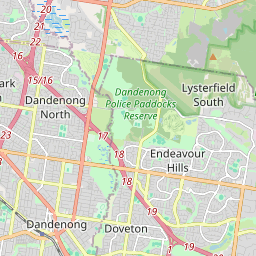 20
21
22
Dandenong
Police Paddocks
Reserve
Lysterfield
South
ark
15/16
Dandenong
North
23
17
18
Endeavour
Hills
18
Dandenong
Doveton
19
19